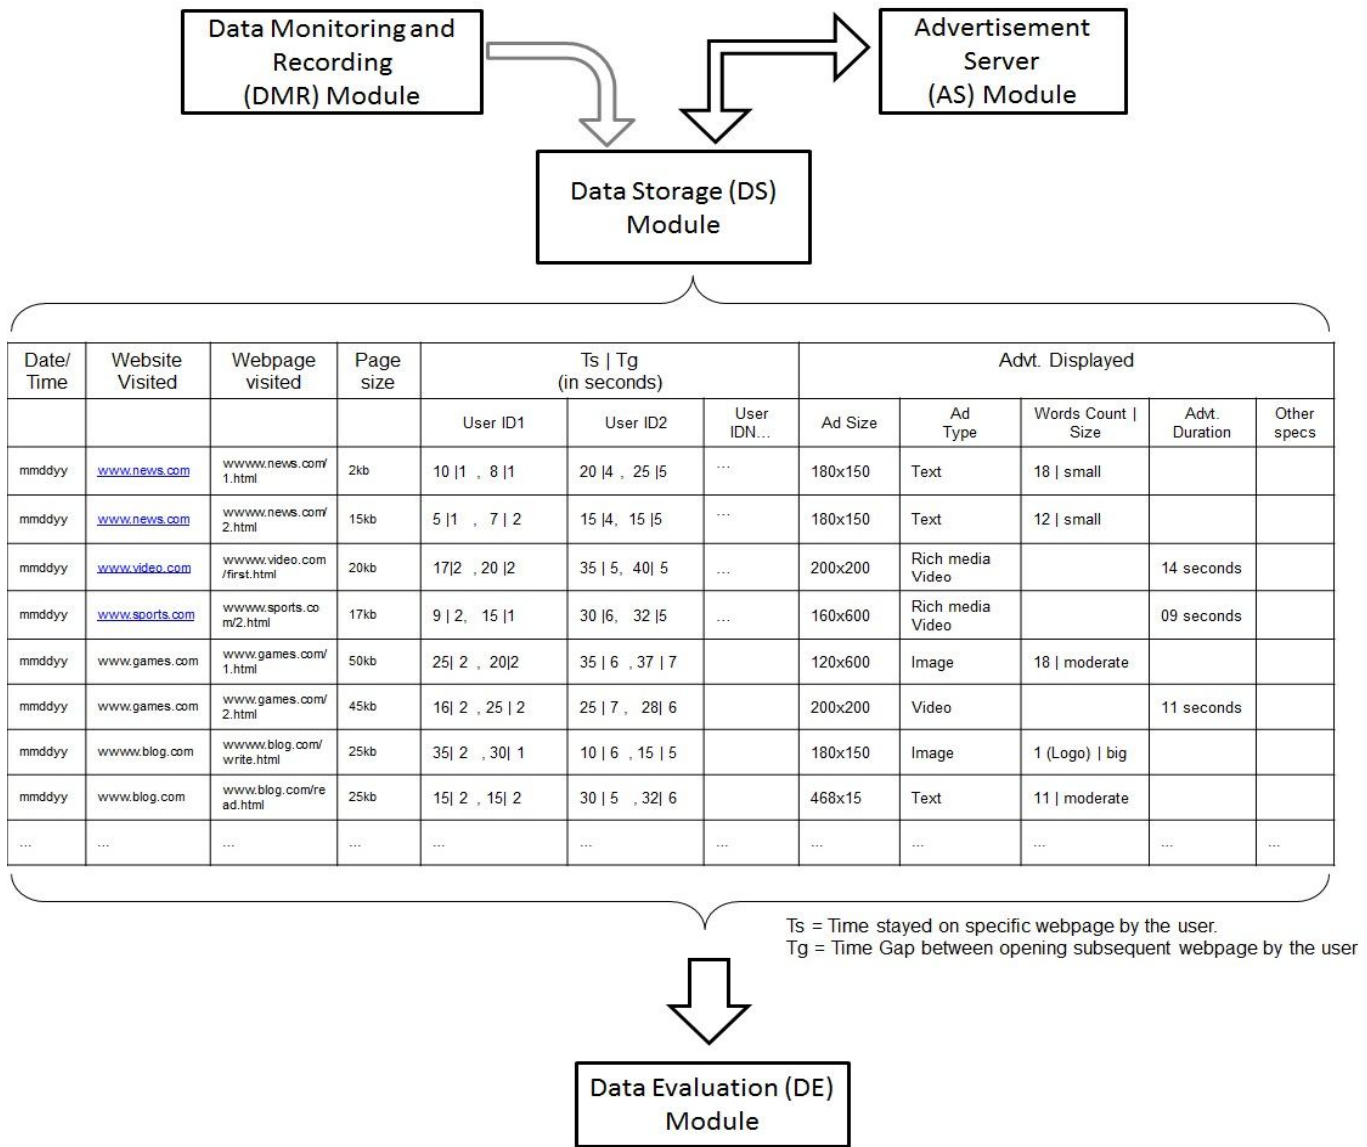 Data Monitoring and
Recording
(DMR) Module
Advertisement
Server
(AS) Module
Data Storage (DS)
Module
Date/
Time
Website
Visited
Webpage
visited
Page
size
Ts | Tg
(in seconds)
Advt. Displayed
User ID1
User ID2
User
IDN...
Ad Size
Ad
Type
Words Count |
Size
Advt.
Duration
Other
specs
mmddyy
www.news.com
wwww.news.com/
1.html
2kb
10 |1 , 8 |1
20 |4 , 25 |5
...
180x150
Text
18 | small
mmddyy
www.news.com
www.news.com/
2.html
15kb
5 |1 , 7 | 2
15 |4, 15 |5
...
180x150
Text
12 | small
mmddyy
www.video.com
wwww.video.com
/first.html
20kb
17|2 ,20 |2
35 | 5, 40| 5
...
200x200
Rich media
Video
14 seconds
mmddyy
www.sports.com
wwww.sports.co
m/2.html
17kb
9 | 2, 15 |1
30 |6, 32 |5
...
160x600
Rich media
Video
09 seconds
mmddyy
www.games.com
www.games.com/
1.html
50kb
25| 2 , 20|2
35 | 6 , 37 | 7
120x600
Image
18 | moderate
mmddyy
www.games.com
www.games.com/
2.html
45kb
16| 2 , 25 | 2
25 | 7 , 28| 6
200x200
Video
11 seconds
mmddyy
wwww.blog.com
wwww.blog.com/
write.html
25kb
35| 2 , 30| 1
10 | 6 , 15 | 5
180x150
Image
1 (Logo) | big
mmddyy
www.blog.com
www.blog.com/re
ad.html
25kb
15| 2 , 15| 2
30 | 5 , 32| 6
468x15
Text
11 | moderate
...
...
...
...
...
...
...
...
...
...
...
...
Ts = Time stayed on specific webpage by the user.
Tg = Time Gap between opening subsequent webpage by the user
Data Evaluation (DE)
Module